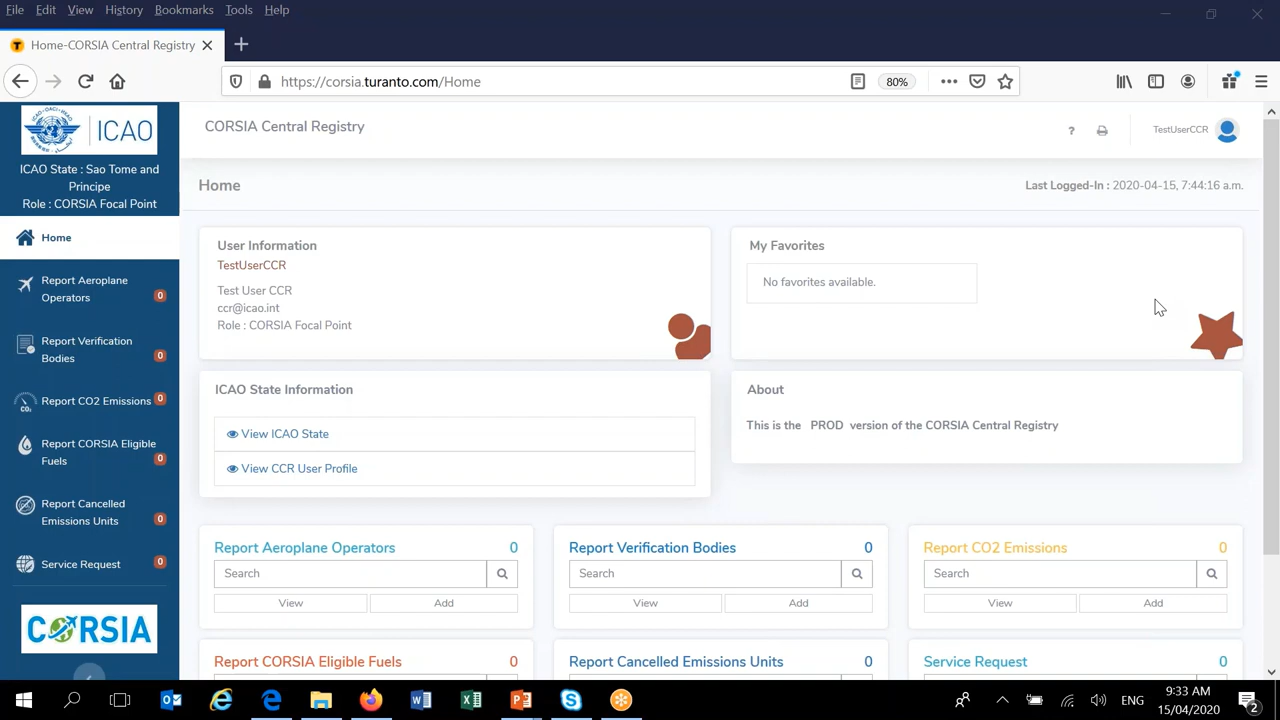 File Edit View History Bookmarks Tools Help
Home-CORSIA Central Registry
https://corsia.turanto.com/Home
80%
ICAO
ICAO State : Sao Tome and
Principe
Role : CORSIA Focal Point
Home
Report Aeroplane
Operators 0
Report Verification
Bodies 0
CO₂
Report CO2 Emissions 0
Report CORSIA Eligible
Fuels 0
Report Cancelled
Emissions Units 0
Service Request 0
CORSIA
CORSIA Central Registry
?
TestUserCCR
Home
Last Logged-In : 2020-04-15, 7:44:16 a.m.
User Information
TestUserCCR
Test User CCR
ccr@icao.int
Role : CORSIA Focal Point
My Favorites
No favorites available.
ICAO State Information
View ICAO State
View CCR User Profile
About
This is the PROD version of the CORSIA Central Registry
Report Aeroplane Operators 0
Search
View Add
Report Verification Bodies 0
Search
View Add
Report CO2 Emissions 0
Search
View Add
Report CORSIA Eligible Fuels 0
Report Cancelled Emissions Units 0
Service Request 0
ENG
9:33 AM
15/04/2020
2